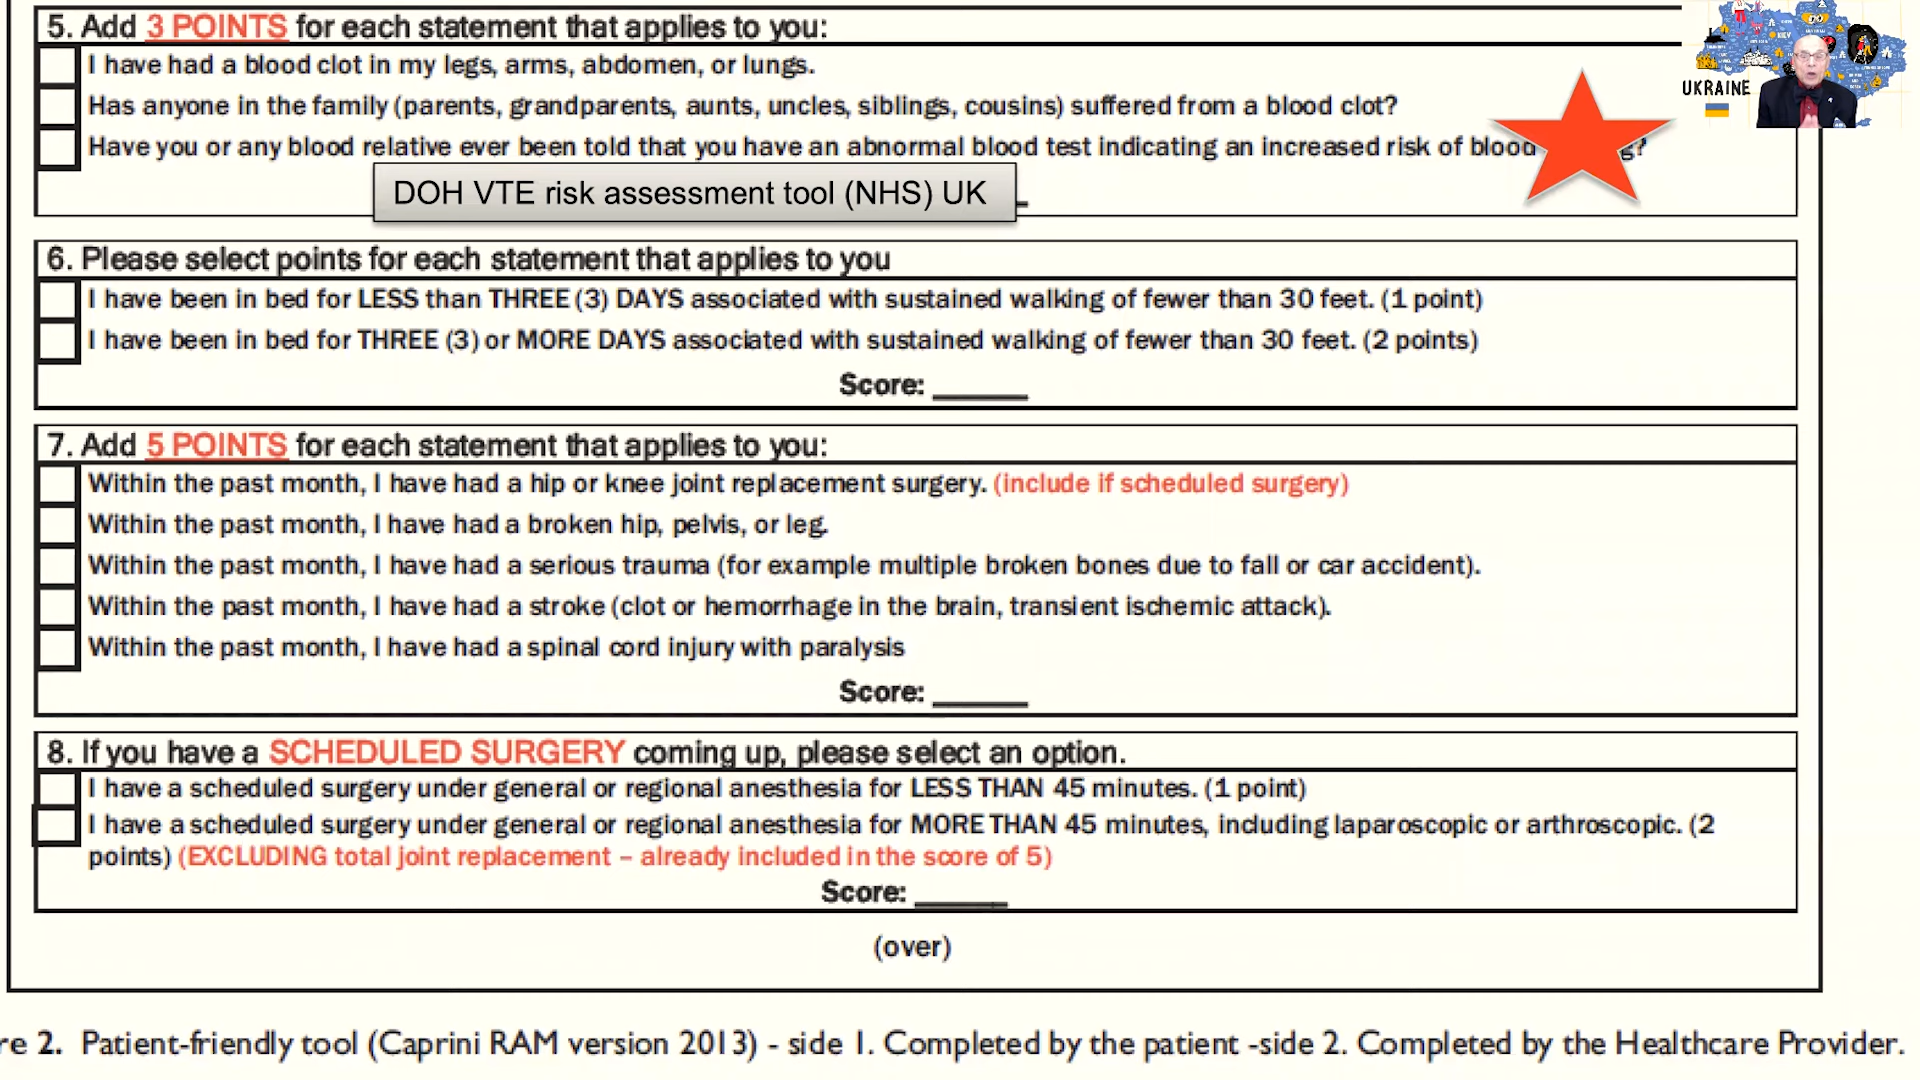 5. Add 3 POINTS for each statement that applies to you:
I have had a blood clot in my legs, arms, abdomen, or lungs.
Has anyone in the family (parents, grandparents, aunts, uncles, siblings, cousins) suffered from a blood clot?
Have you or any blood relative ever been told that you have an abnormal blood test indicating an increased risk of blood g?
DOH VTE risk assessment tool (NHS) UK
UKRAINE
6. Please select points for each statement that applies to you
I have been in bed for LESS than THREE (3) DAYS associated with sustained walking of fewer than 30 feet. (1 point)
I have been in bed for THREE (3) or MORE DAYS associated with sustained walking of fewer than 30 feet. (2 points)
Score: ______
7. Add 5 POINTS for each statement that applies to you:
Within the past month, I have had a hip or knee joint replacement surgery. (include if scheduled surgery)
Within the past month, I have had a broken hip, pelvis, or leg.
Within the past month, I have had a serious trauma (for example multiple broken bones due to fall or car accident).
Within the past month, I have had a stroke (clot or hemorrhage in the brain, transient ischemic attack).
Within the past month, I have had a spinal cord injury with paralysis
Score: ______
8. If you have a SCHEDULED SURGERY coming up, please select an option.
I have a scheduled surgery under general or regional anesthesia for LESS THAN 45 minutes. (1 point)
I have a scheduled surgery under general or regional anesthesia for MORE THAN 45 minutes, including laparoscopic or arthroscopic. (2
points) (EXCLUDING total joint replacement – already included in the score of 5)
Score: ______
(over)
re 2. Patient-friendly tool (Caprini RAM version 2013) - side 1. Completed by the patient -side 2. Completed by the Healthcare Provider.